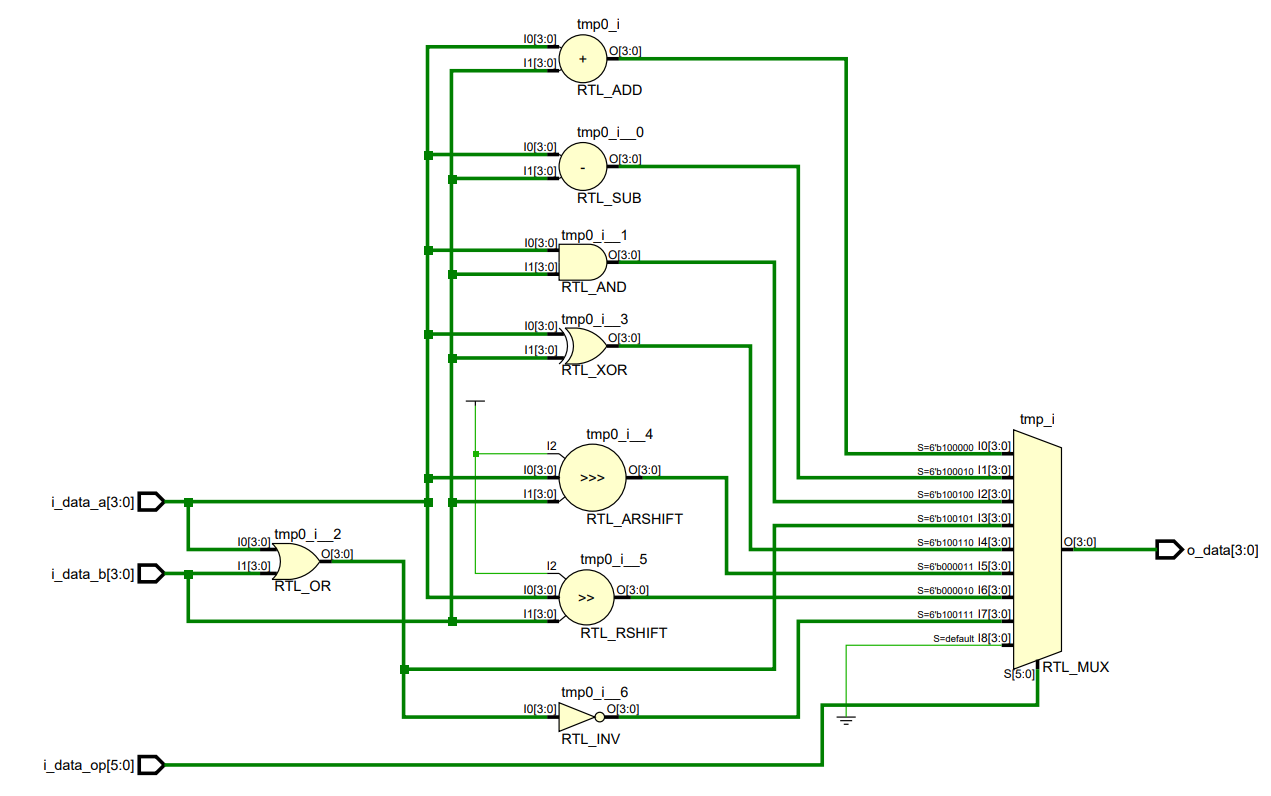 tmp0_i
I0[3:0]
I1[3:0]
+
O[3:0]
RTL_ADD
tmp0_i__0
I0[3:0]
I1[3:0]
-
O[3:0]
RTL_SUB
tmp0_i__1
I0[3:0]
I1[3:0]
O[3:0]
RTL_AND
tmp0_i__3
I0[3:0]
I1[3:0]
O[3:0]
RTL_XOR
tmp0_i__4
I2
I0[3:0]
I1[3:0]
>>>
O[3:0]
RTL_ARSHIFT
i_data_a[3:0]
i_data_b[3:0]
tmp0_i__2
I0[3:0]
I1[3:0]
O[3:0]
RTL_OR
tmp0_i__5
I2
I0[3:0]
I1[3:0]
>>
O[3:0]
RTL_RSHIFT
tmp0_i__6
I0[3:0]
O[3:0]
RTL_INV
i_data_op[5:0]
tmp_i
S=6'b100000 I0[3:0]
S=6'b100010 I1[3:0]
S=6'b100100 I2[3:0]
S=6'b100101 I3[3:0]
S=6'b100110 I4[3:0]
S=6'b000011 I5[3:0]
S=6'b000010 I6[3:0]
S=6'b100111 I7[3:0]
S=default I8[3:0]
S[5:0]
O[3:0]
RTL_MUX
o_data[3:0]